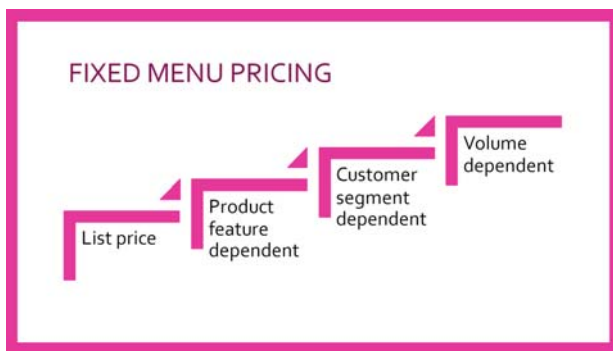 FIXED MENU PRICING
List price
Product
feature
dependent
Customer
segment
dependent
Volume
dependent